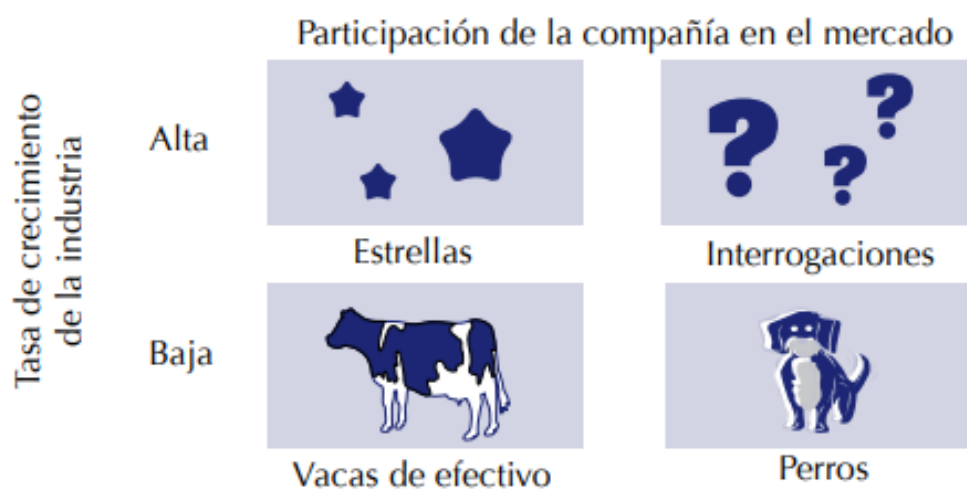 Participación de la compañía en el mercado
Tasa de crecimiento
de la industria
Alta
Estrellas
Interrogaciones
Baja
Vacas de efectivo
Perros